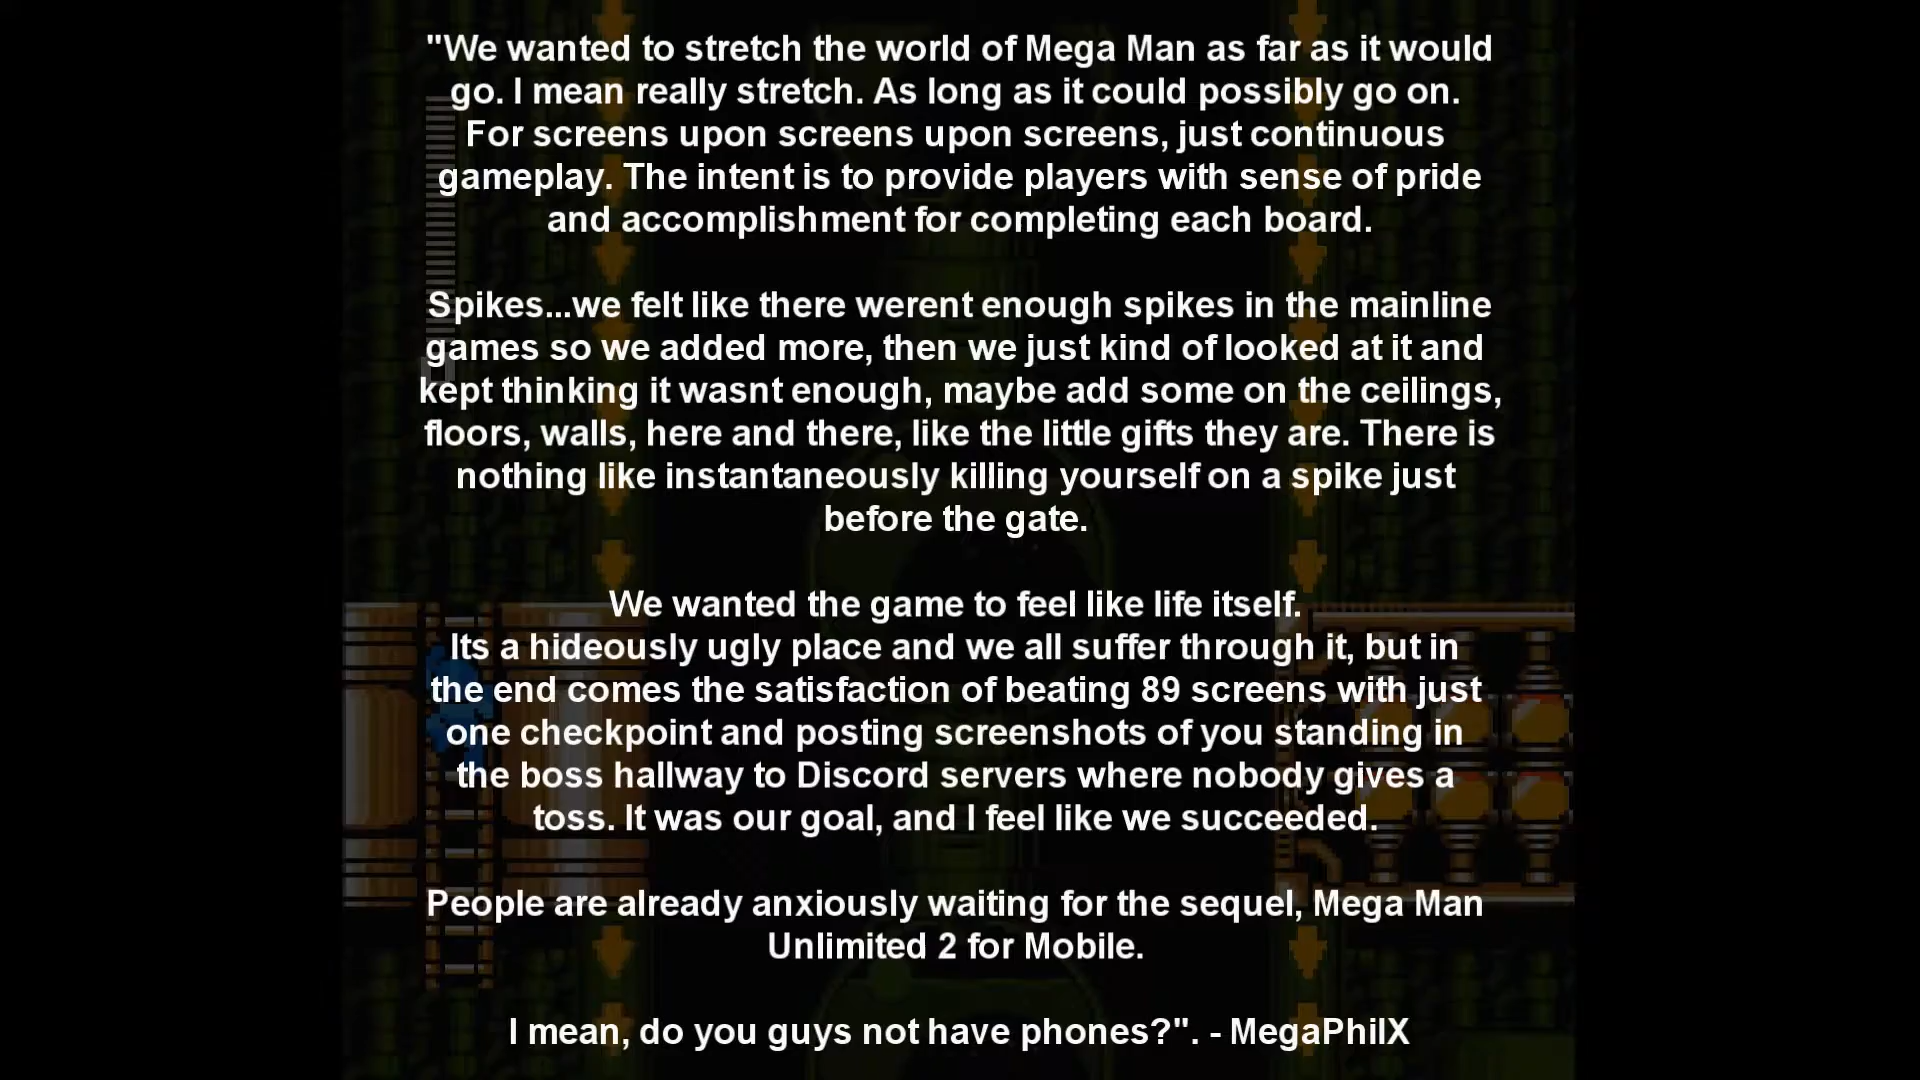 "We wanted to stretch the world of Mega Man as far as it would
go. I mean really stretch. As long as it could possibly go on.
For screens upon screens upon screens, just continuous
gameplay. The intent is to provide players with sense of pride
and accomplishment for completing each board.
Spikes...we felt like there werent enough spikes in the mainline
games so we added more, then we just kind of looked at it and
kept thinking it wasnt enough, maybe add some on the ceilings,
floors, walls, here and there, like the little gifts they are. There is
nothing like instantaneously killing yourself on a spike just
before the gate.
We wanted the game to feel like life itself.
Its a hideously ugly place and we all suffer through it, but in
the end comes the satisfaction of beating 89 screens with just
one checkpoint and posting screenshots of you standing in
the boss hallway to Discord servers where nobody gives a
toss. It was our goal, and I feel like we succeeded.
People are already anxiously waiting for the sequel, Mega Man
Unlimited 2 for Mobile.
I mean, do you guys not have phones?". - MegaPhilX